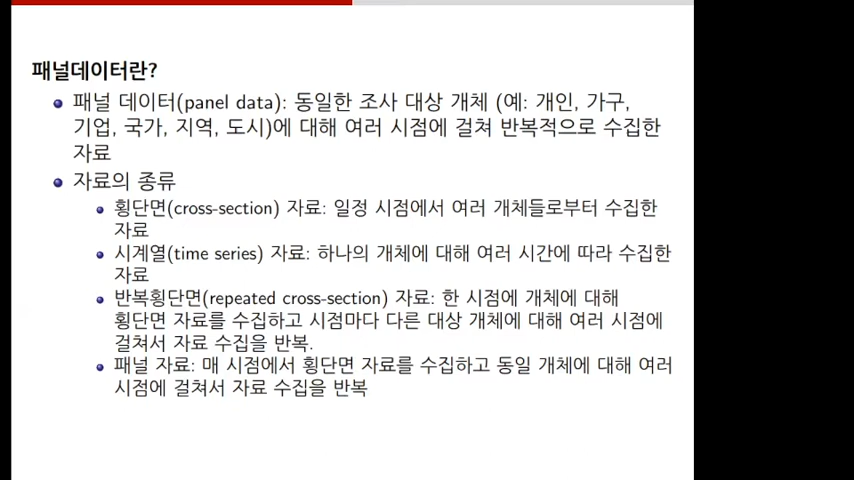 패널데이터란?
패널 데이터(panel data): 동일한 조사 대상 개체 (예: 개인, 가구,
기업, 국가, 지역, 도시)에 대해 여러 시점에 걸쳐 반복적으로 수집한
자료
자료의 종류
횡단면(cross-section) 자료: 일정 시점에서 여러 개체들로부터 수집한
자료
시계열(time series) 자료: 하나의 개체에 대해 여러 시간에 따라 수집한
자료
반복횡단면(repeated cross-section) 자료: 한 시점에 개체에 대해
횡단면 자료를 수집하고 시점마다 다른 대상 개체에 대해 여러 시점에
걸쳐서 자료 수집을 반복.
패널 자료: 매 시점에서 횡단면 자료를 수집하고 동일 개체에 대해 여러
시점에 걸쳐서 자료 수집을 반복